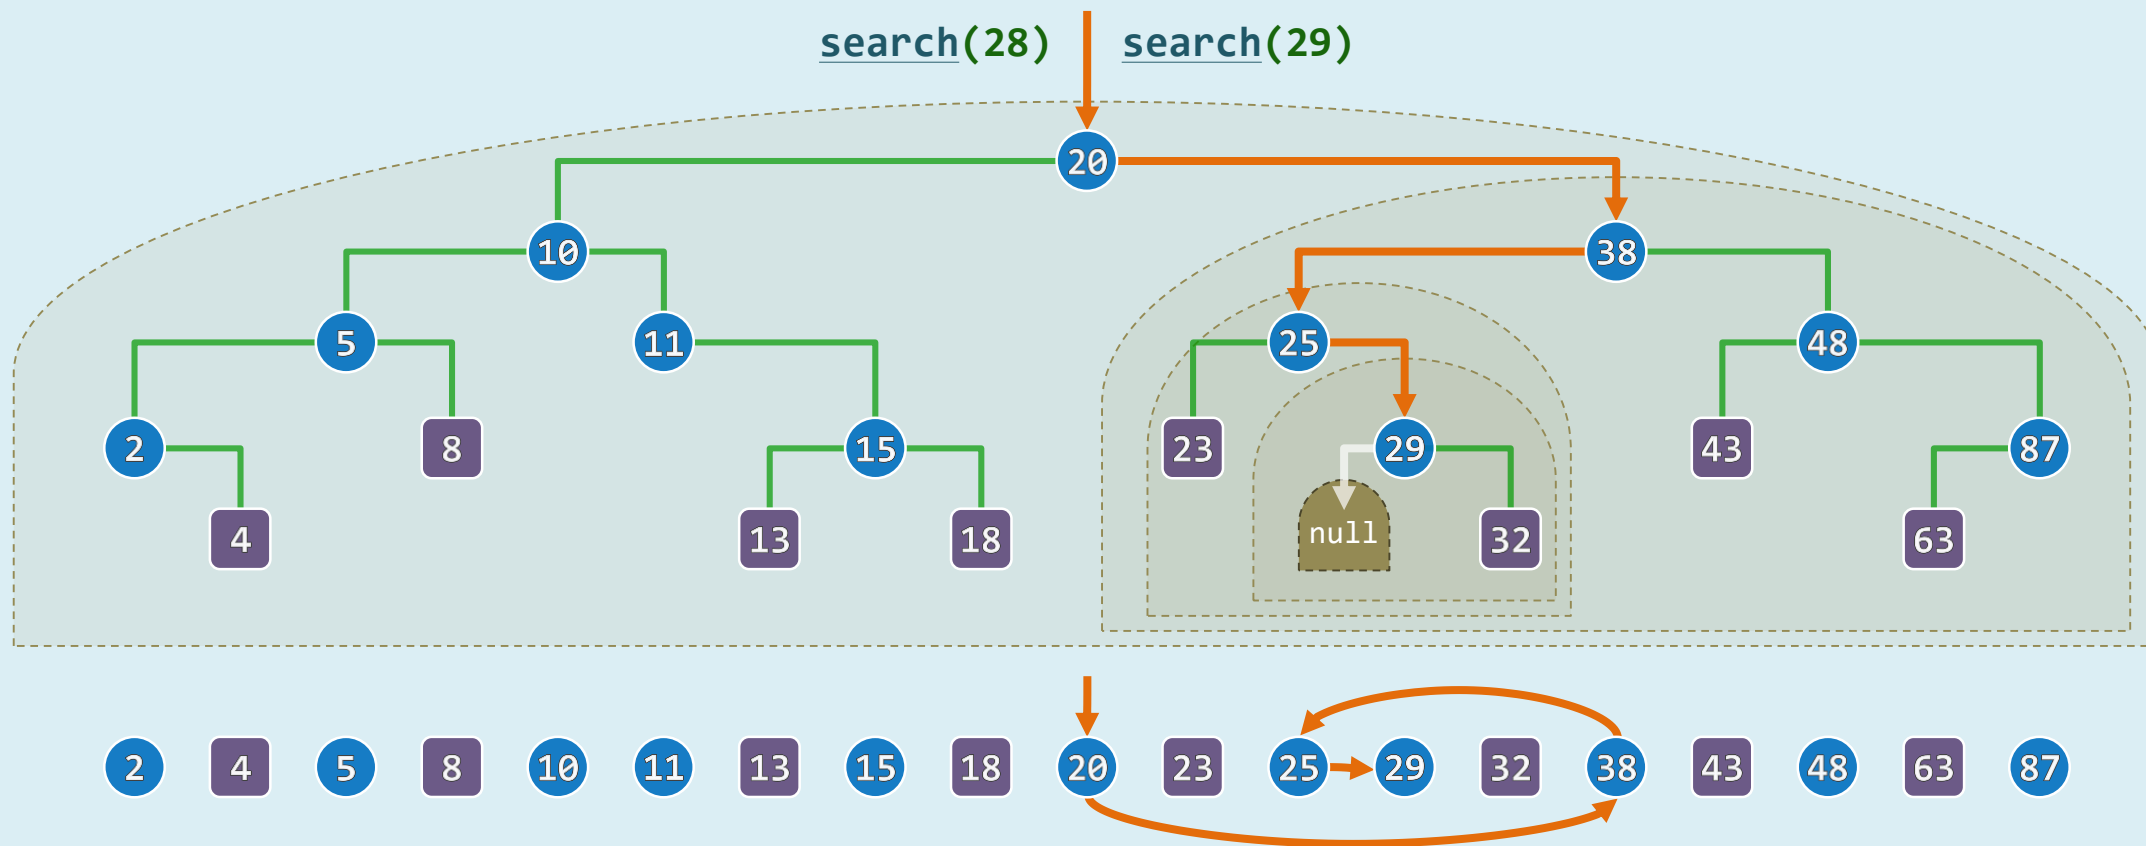 search(28) search(29)
20
10 38
5 11 25 48
2 8 15 23 29 43 87
4 13 18 null 32 63
2 4 5 8 10 11 13 15 18 20 23 25 29 32 38 43 48 63 87